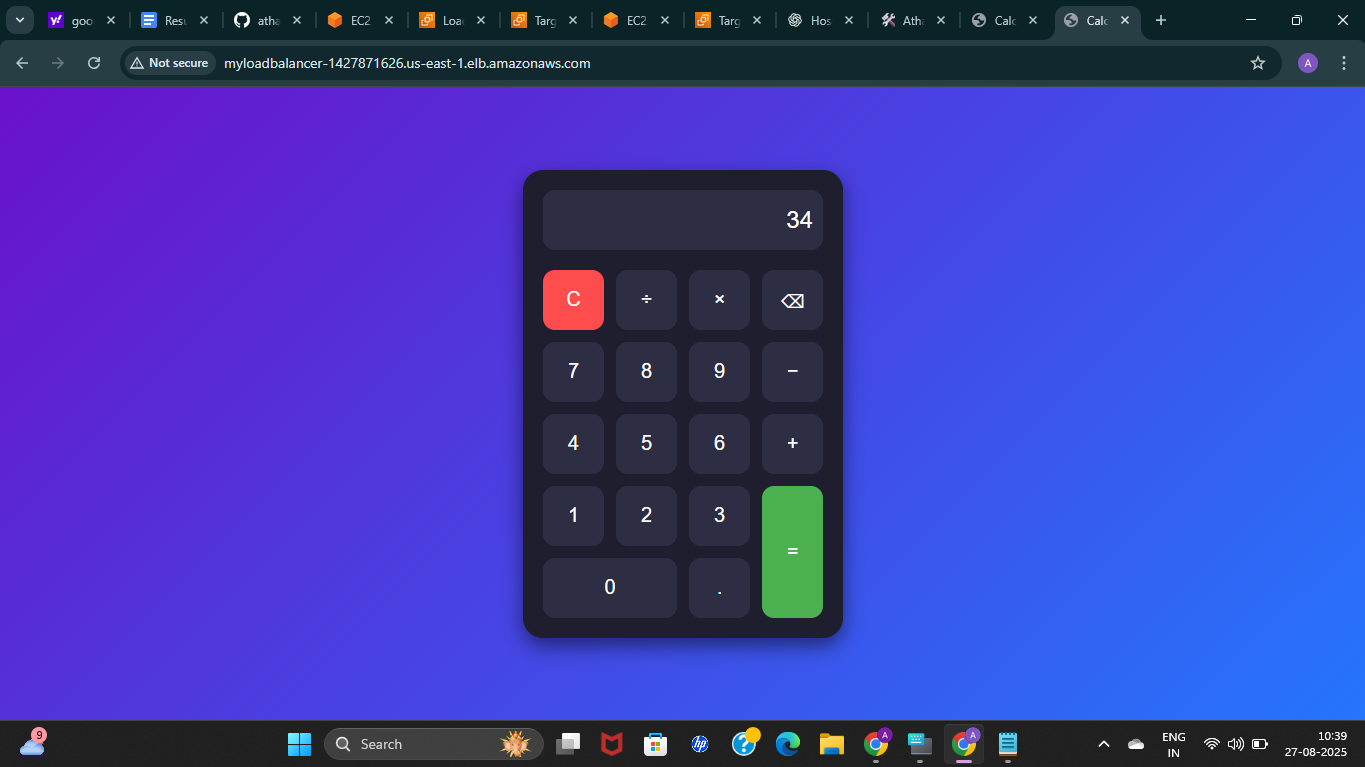 goo
Resu
atha
EC2
Load
Targ
EC2
Targ
Hos
Atha
Calc
Calc
Not secure
myloadbalancer-1427871626.us-east-1.elb.amazonaws.com
A
34
C ÷ × ⌫
7 8 9 −
4 5 6 +
1 2 3 =
0 .
9
Search
hp
?
A
A
ENG
IN
10:39
27-08-2025